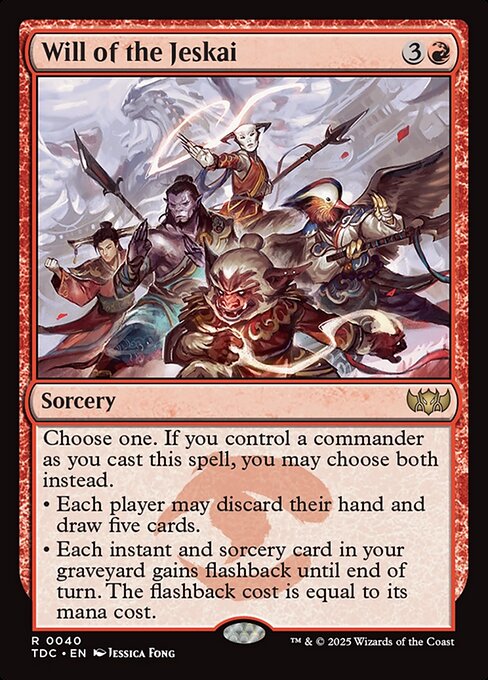 Will of the Jeskai 3
Sorcery
Choose one. If you control a commander
as you cast this spell, you may choose both
instead.
• Each player may discard their hand and
draw five cards.
• Each instant and sorcery card in your
graveyard gains flashback until end of
turn. The flashback cost is equal to its
mana cost.
R 0040
TDC • EN Jessica Fong
™ & © 2025 Wizards of the Coast